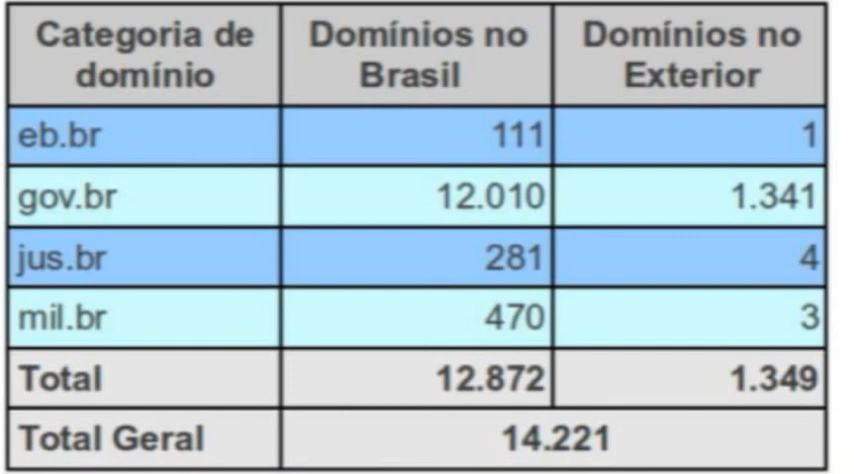 Categoria de domínio Domínios no Brasil Domínios no Exterior
eb.br 111 1
gov.br 12.010 1.341
jus.br 281 4
mil.br 470 3
Total 12.872 1.349
Total Geral 14.221